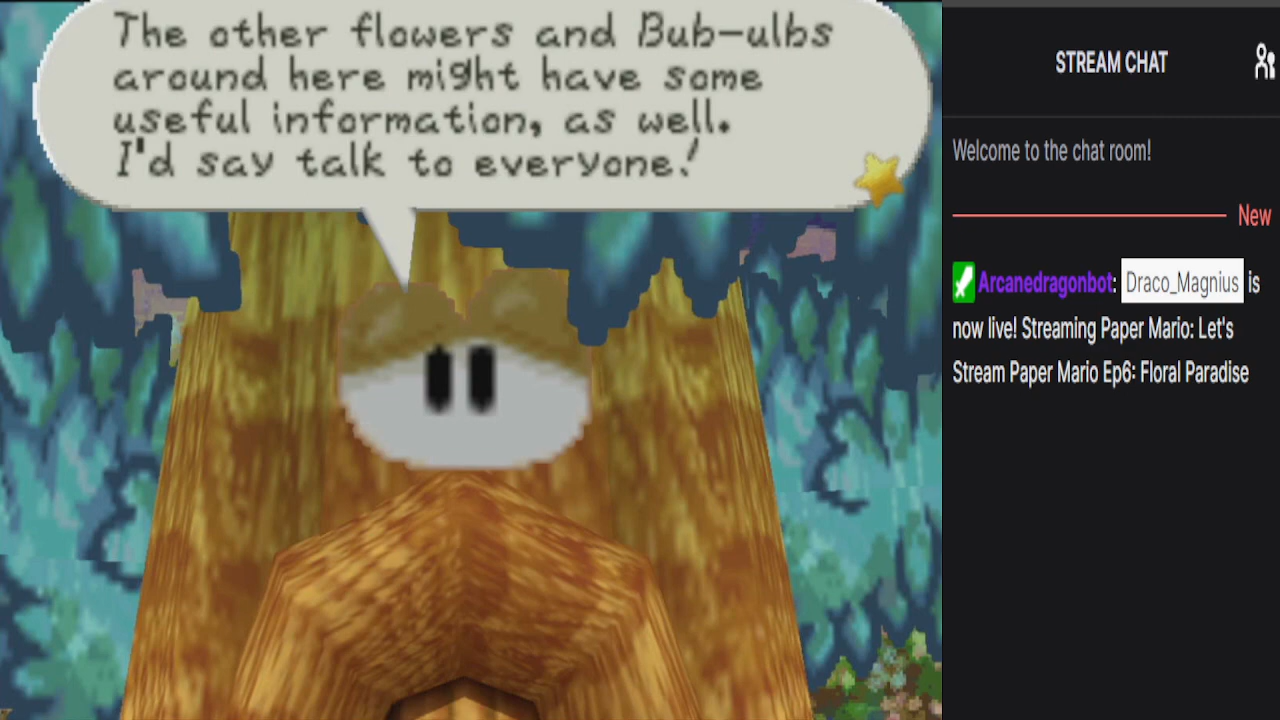 The other flowers and Bub-ulbs
around here might have some
useful information, as well.
I'd say talk to everyone!
STREAM CHAT
Welcome to the chat room!
New
Arcanedragonbot: Draco_Magnius is
now live! Streaming Paper Mario: Let's
Stream Paper Mario Ep6: Floral Paradise